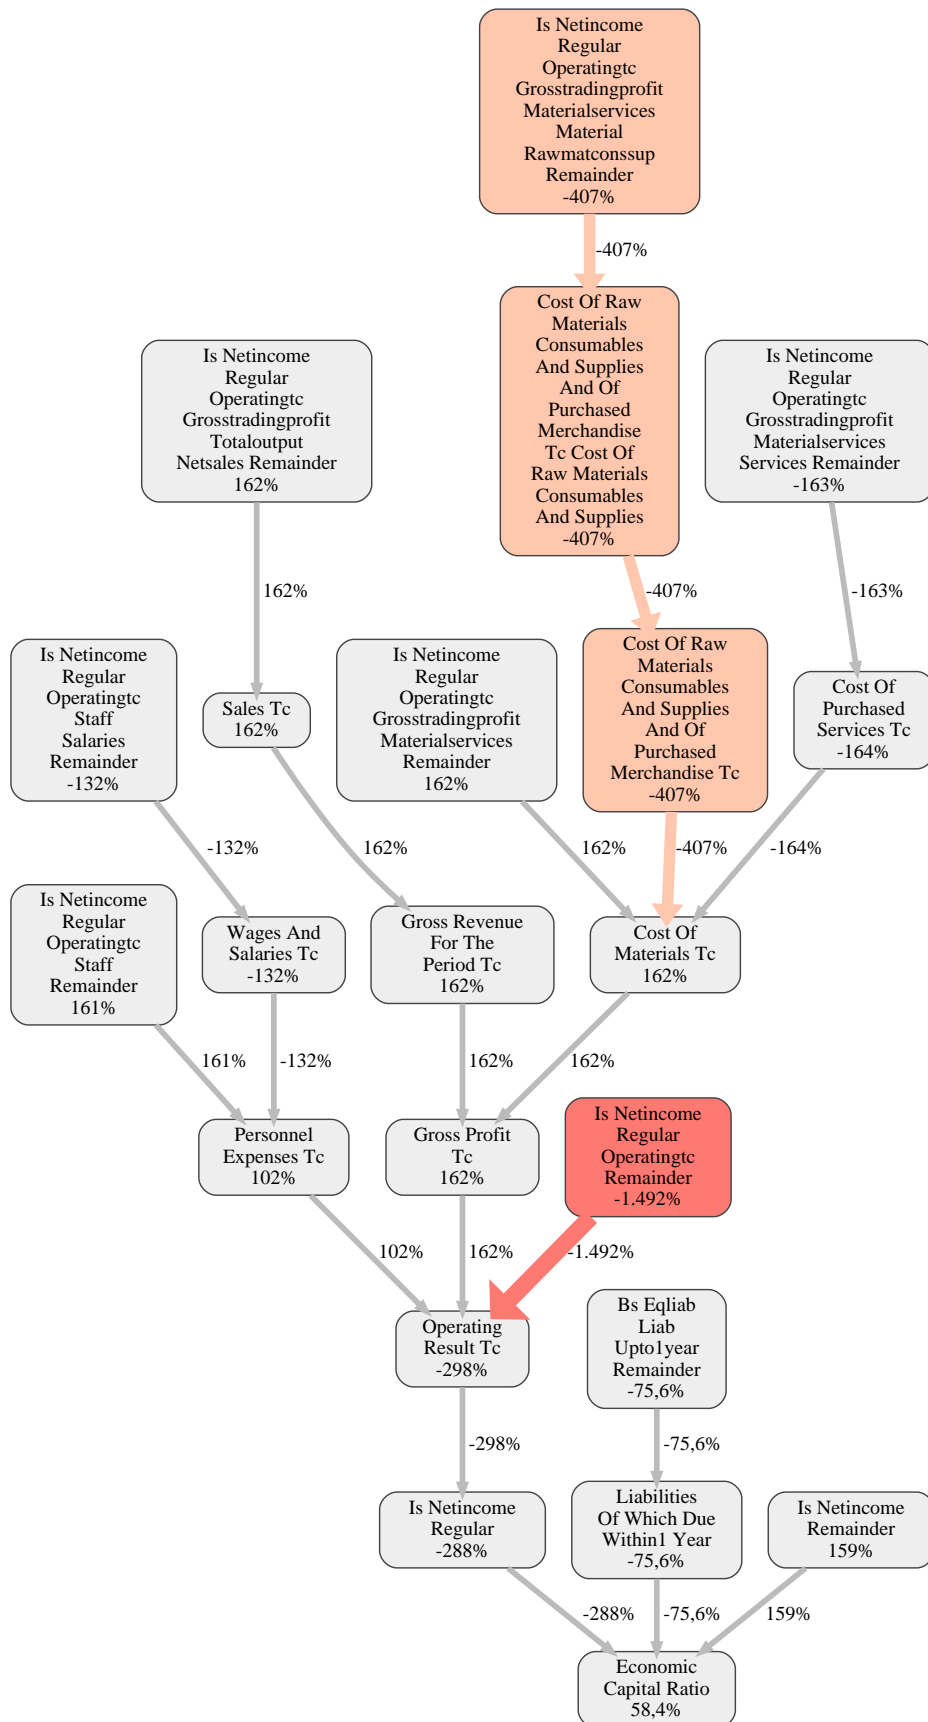 Is Netincome
Regular
Operatingtc
Grosstradingprofit
Materialservices
Material
Rawmatconssup
Remainder
-407%
-407%
Cost Of Raw
Materials
Consumables
And Supplies
And Of
Purchased
Merchandise
Tc Cost Of
Raw Materials
Consumables
And Supplies
-407%
Is Netincome
Regular
Operatingtc
Grosstradingprofit
Totaloutput
Netsales Remainder
162%
Is Netincome
Regular
Operatingtc
Grosstradingprofit
Materialservices
Services Remainder
-163%
162%
-407%
-163%
Is Netincome
Regular
Operatingtc
Staff
Salaries
Remainder
-132%
Sales Tc
162%
Is Netincome
Regular
Operatingtc
Grosstradingprofit
Materialservices
Remainder
162%
Cost Of Raw
Materials
Consumables
And Supplies
And Of
Purchased
Merchandise Tc
-407%
Cost Of
Purchased
Services Tc
-164%
-132%
162%
162%
-407%
-164%
Is Netincome
Regular
Operatingtc
Staff
Remainder
161%
Wages And
Salaries Tc
-132%
Gross Revenue
For The
Period Tc
162%
Cost Of
Materials Tc
162%
161%
-132%
162%
162%
Personnel
Expenses Tc
102%
Gross Profit
Tc
162%
Is Netincome
Regular
Operatingtc
Remainder
-1.492%
102%
162%
-1.492%
Operating
Result Tc
-298%
Bs Eqliab
Liab
Upto1year
Remainder
-75,6%
-298%
-75,6%
Is Netincome
Regular
-288%
Liabilities
Of Which Due
Within1 Year
-75,6%
Is Netincome
Remainder
159%
-288%
-75,6%
159%
Economic
Capital Ratio
58,4%